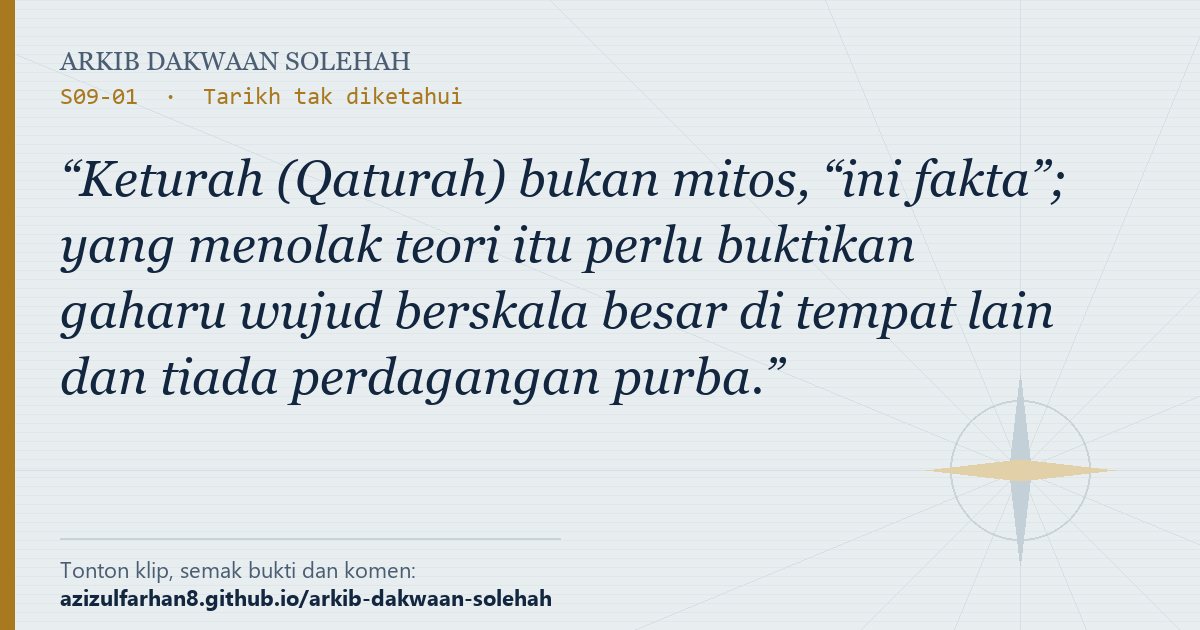 ARKIB DAKWAAN SOLEHAH
S09-01 · Tarikh tak diketahui
“Keturah (Qaturah) bukan mitos, “ini fakta”;
yang menolak teori itu perlu buktikan
gaharu wujud berskala besar di tempat lain
dan tiada perdagangan purba.”
Tonton klip, semak bukti dan komen:
azizulfarhan8.github.io/arkib-dakwaan-solehah